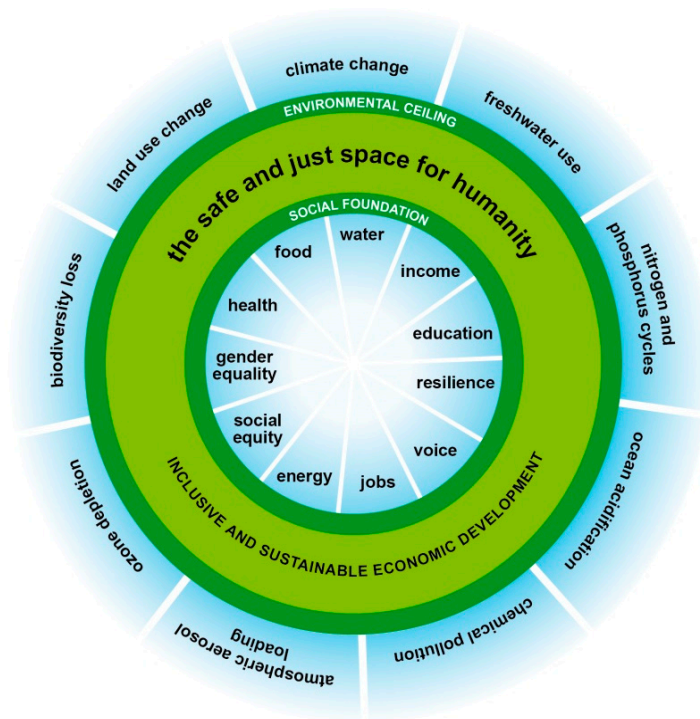 climate change
freshwater use
nitrogen and
phosphorus cycles
ocean acidification
chemical pollution
atmospheric aerosol
loading
ozone depletion
biodiversity loss
land use change
ENVIRONMENTAL CEILING
the safe and just space for humanity
SOCIAL FOUNDATION
water
income
education
resilience
voice
jobs
energy
social
equity
gender
equality
health
food
INCLUSIVE AND SUSTAINABLE ECONOMIC DEVELOPMENT